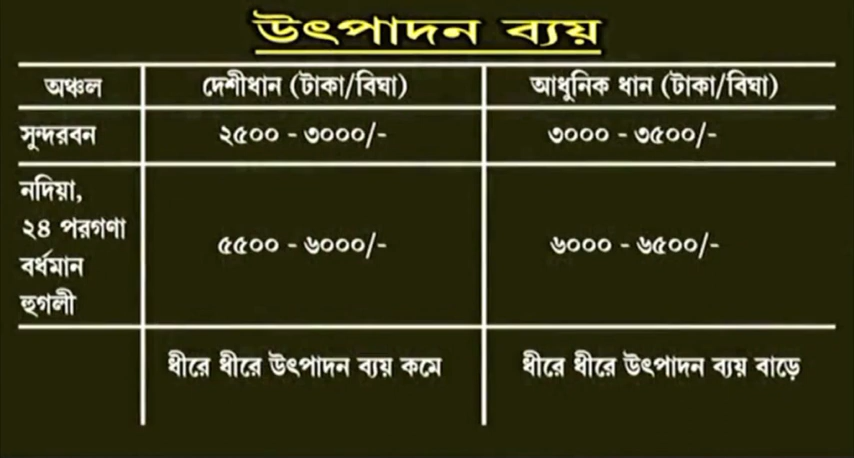 উৎপাদন ব্যয়
অঞ্চল দেশীধান (টাকা/বিঘা) আধুনিক ধান (টাকা/বিঘা)
সুন্দরবন ২৫০০ - ৩০০০/- ৩০০০ - ৩৫০০/-
নদিয়া,
২৪ পরগণা
বর্ধমান
হুগলী
৫৫০০ - ৬০০০/- ৬০০০ - ৬৫০০/-
ধীরে ধীরে উৎপাদন ব্যয় কমে ধীরে ধীরে উৎপাদন ব্যয় বাড়ে